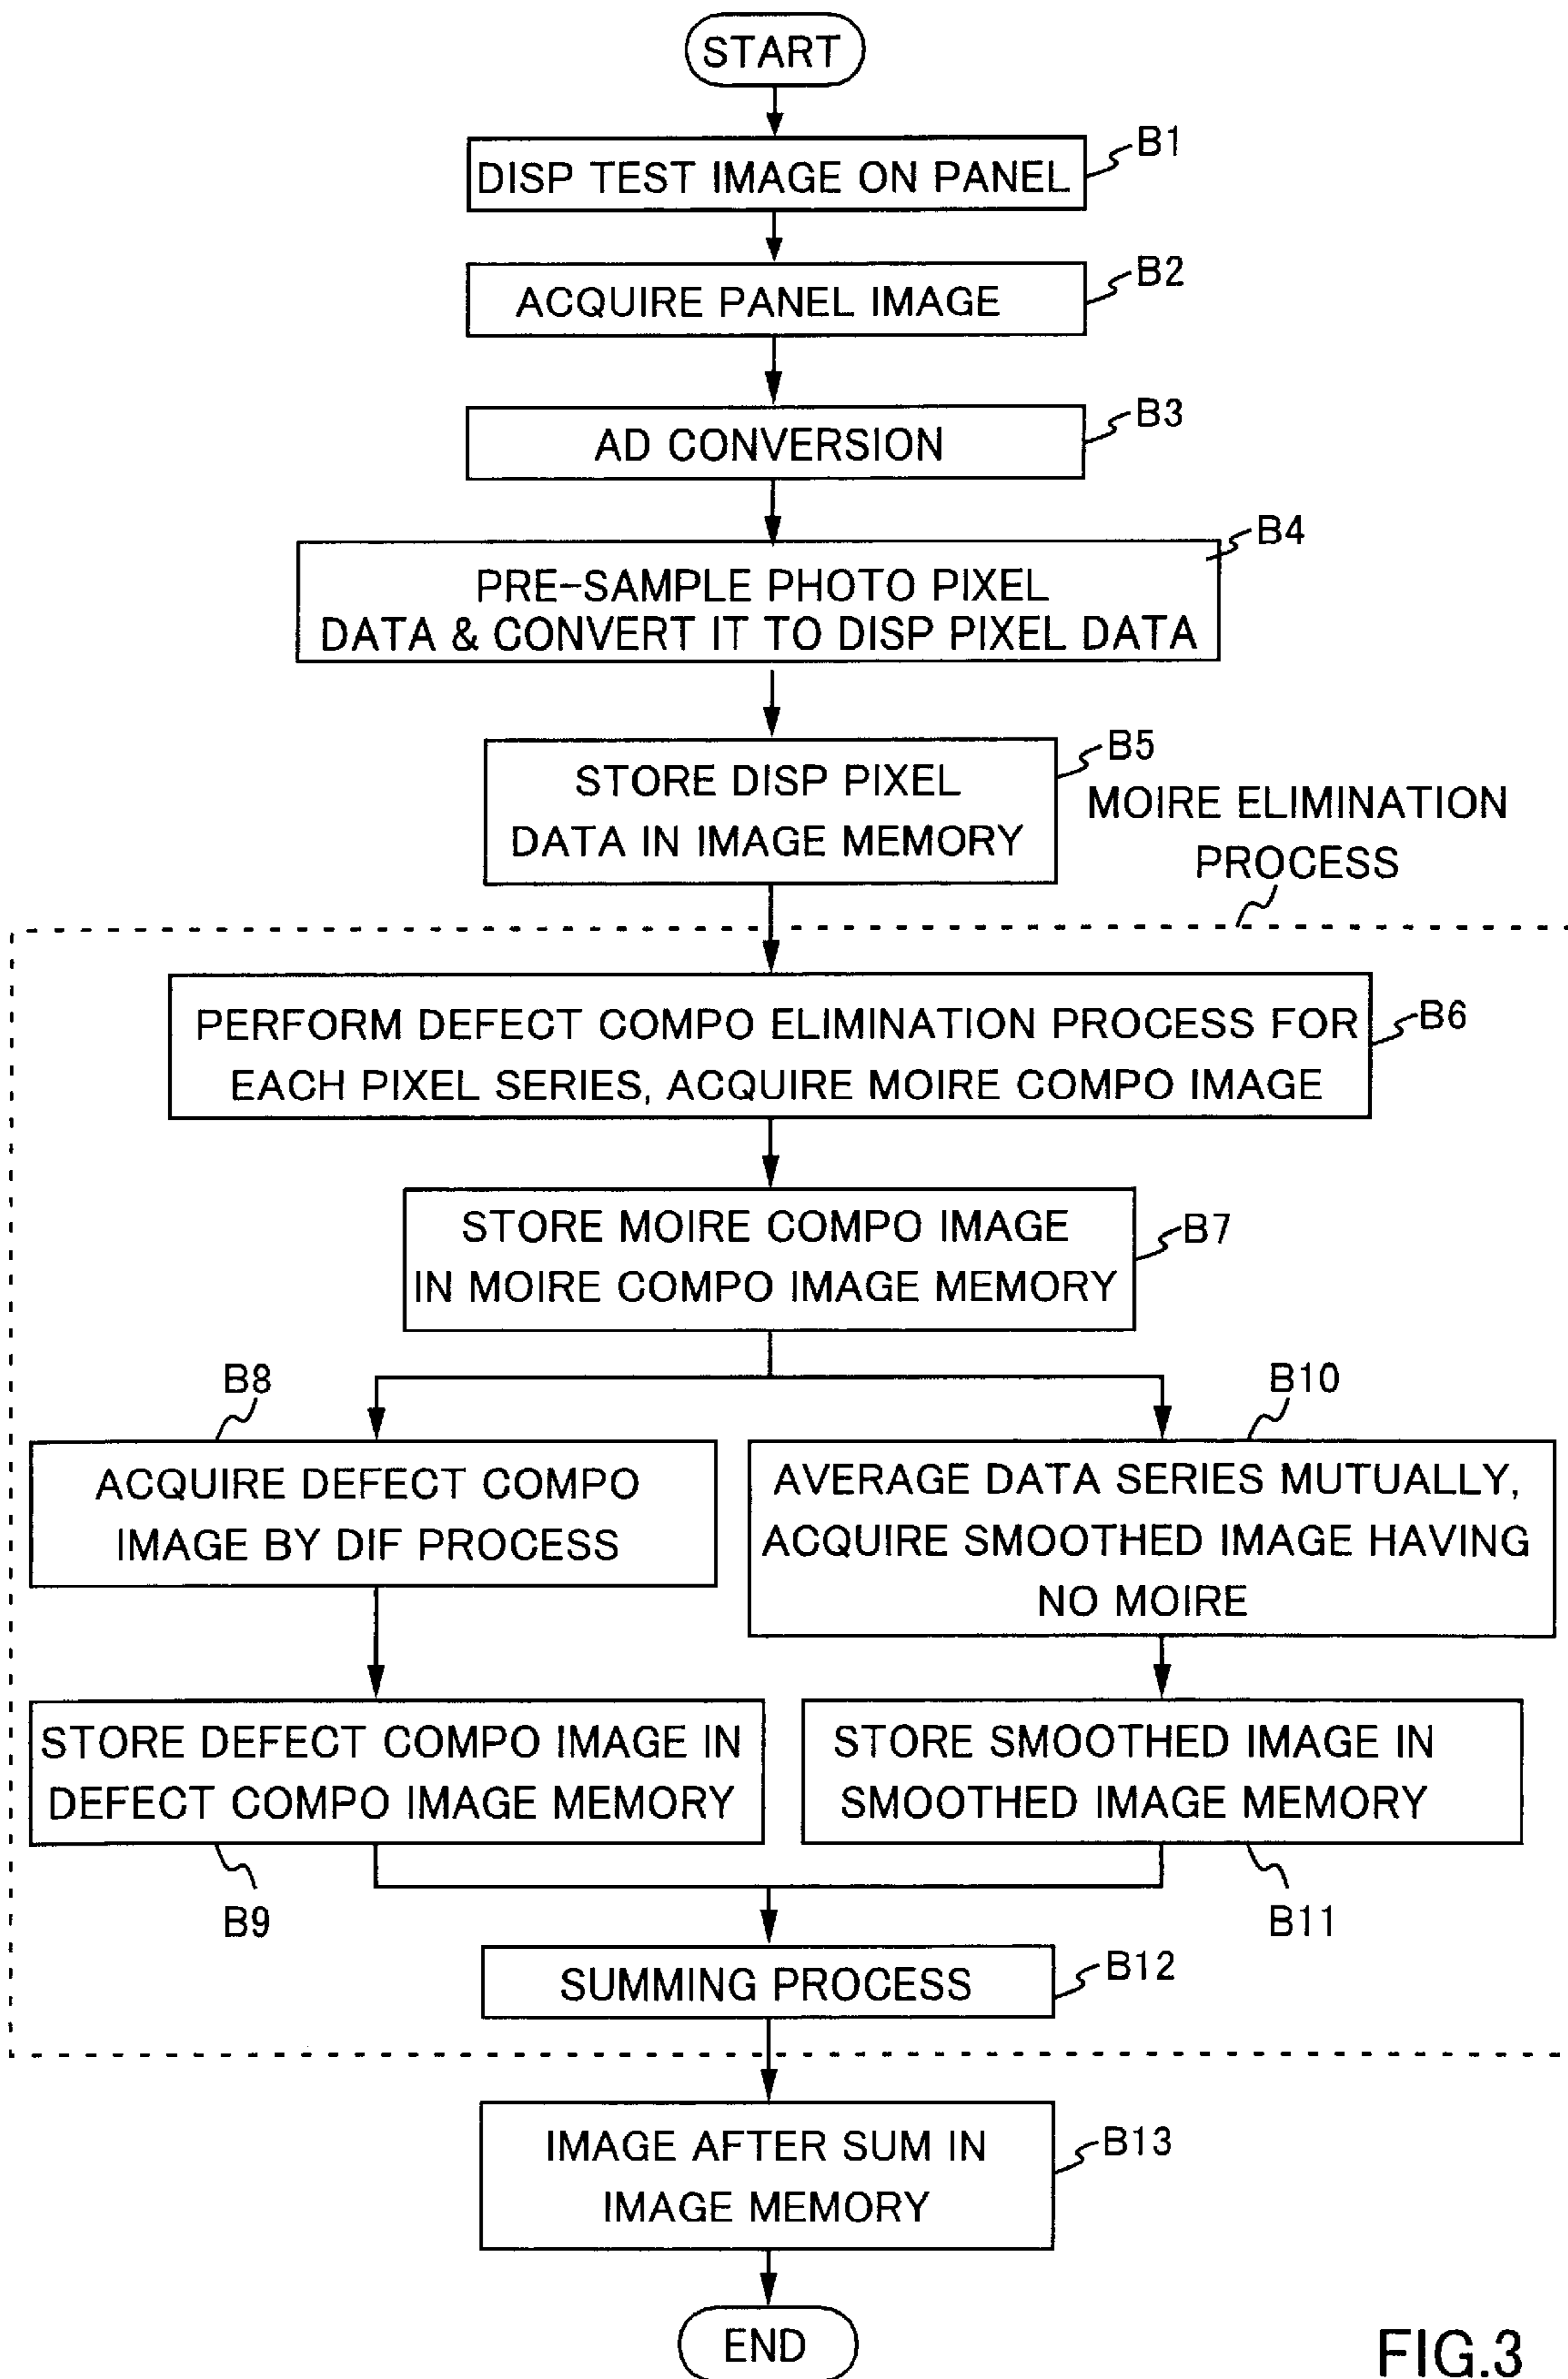 START
DISP TEST IMAGE ON PANEL
B1
ACQUIRE PANEL IMAGE
B2
AD CONVERSION
B3
B4
PRE-SAMPLE PHOTO PIXEL
DATA & CONVERT IT TO DISP PIXEL DATA
B5
STORE DISP PIXEL
DATA IN IMAGE MEMORY
MOIRE ELIMINATION
PROCESS
PERFORM DEFECT COMPO ELIMINATION PROCESS FOR
EACH PIXEL SERIES, ACQUIRE MOIRE COMPO IMAGE
B6
STORE MOIRE COMPO IMAGE
IN MOIRE COMPO IMAGE MEMORY
B7
B8
ACQUIRE DEFECT COMPO
IMAGE BY DIF PROCESS
B10
AVERAGE DATA SERIES MUTUALLY,
ACQUIRE SMOOTHED IMAGE HAVING
NO MOIRE
STORE DEFECT COMPO IMAGE IN
DEFECT COMPO IMAGE MEMORY
B9
STORE SMOOTHED IMAGE IN
SMOOTHED IMAGE MEMORY
B11
SUMMING PROCESS
B12
IMAGE AFTER SUM IN
IMAGE MEMORY
B13
END
FIG.3